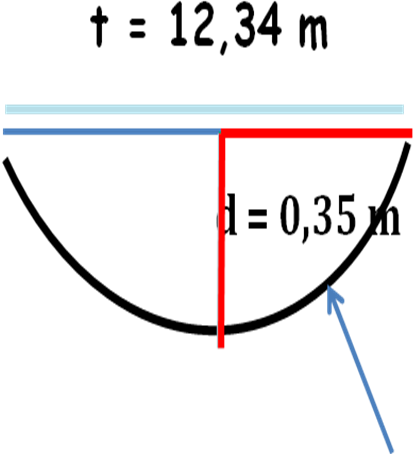 t = 12,34 m
d = 0,35 m